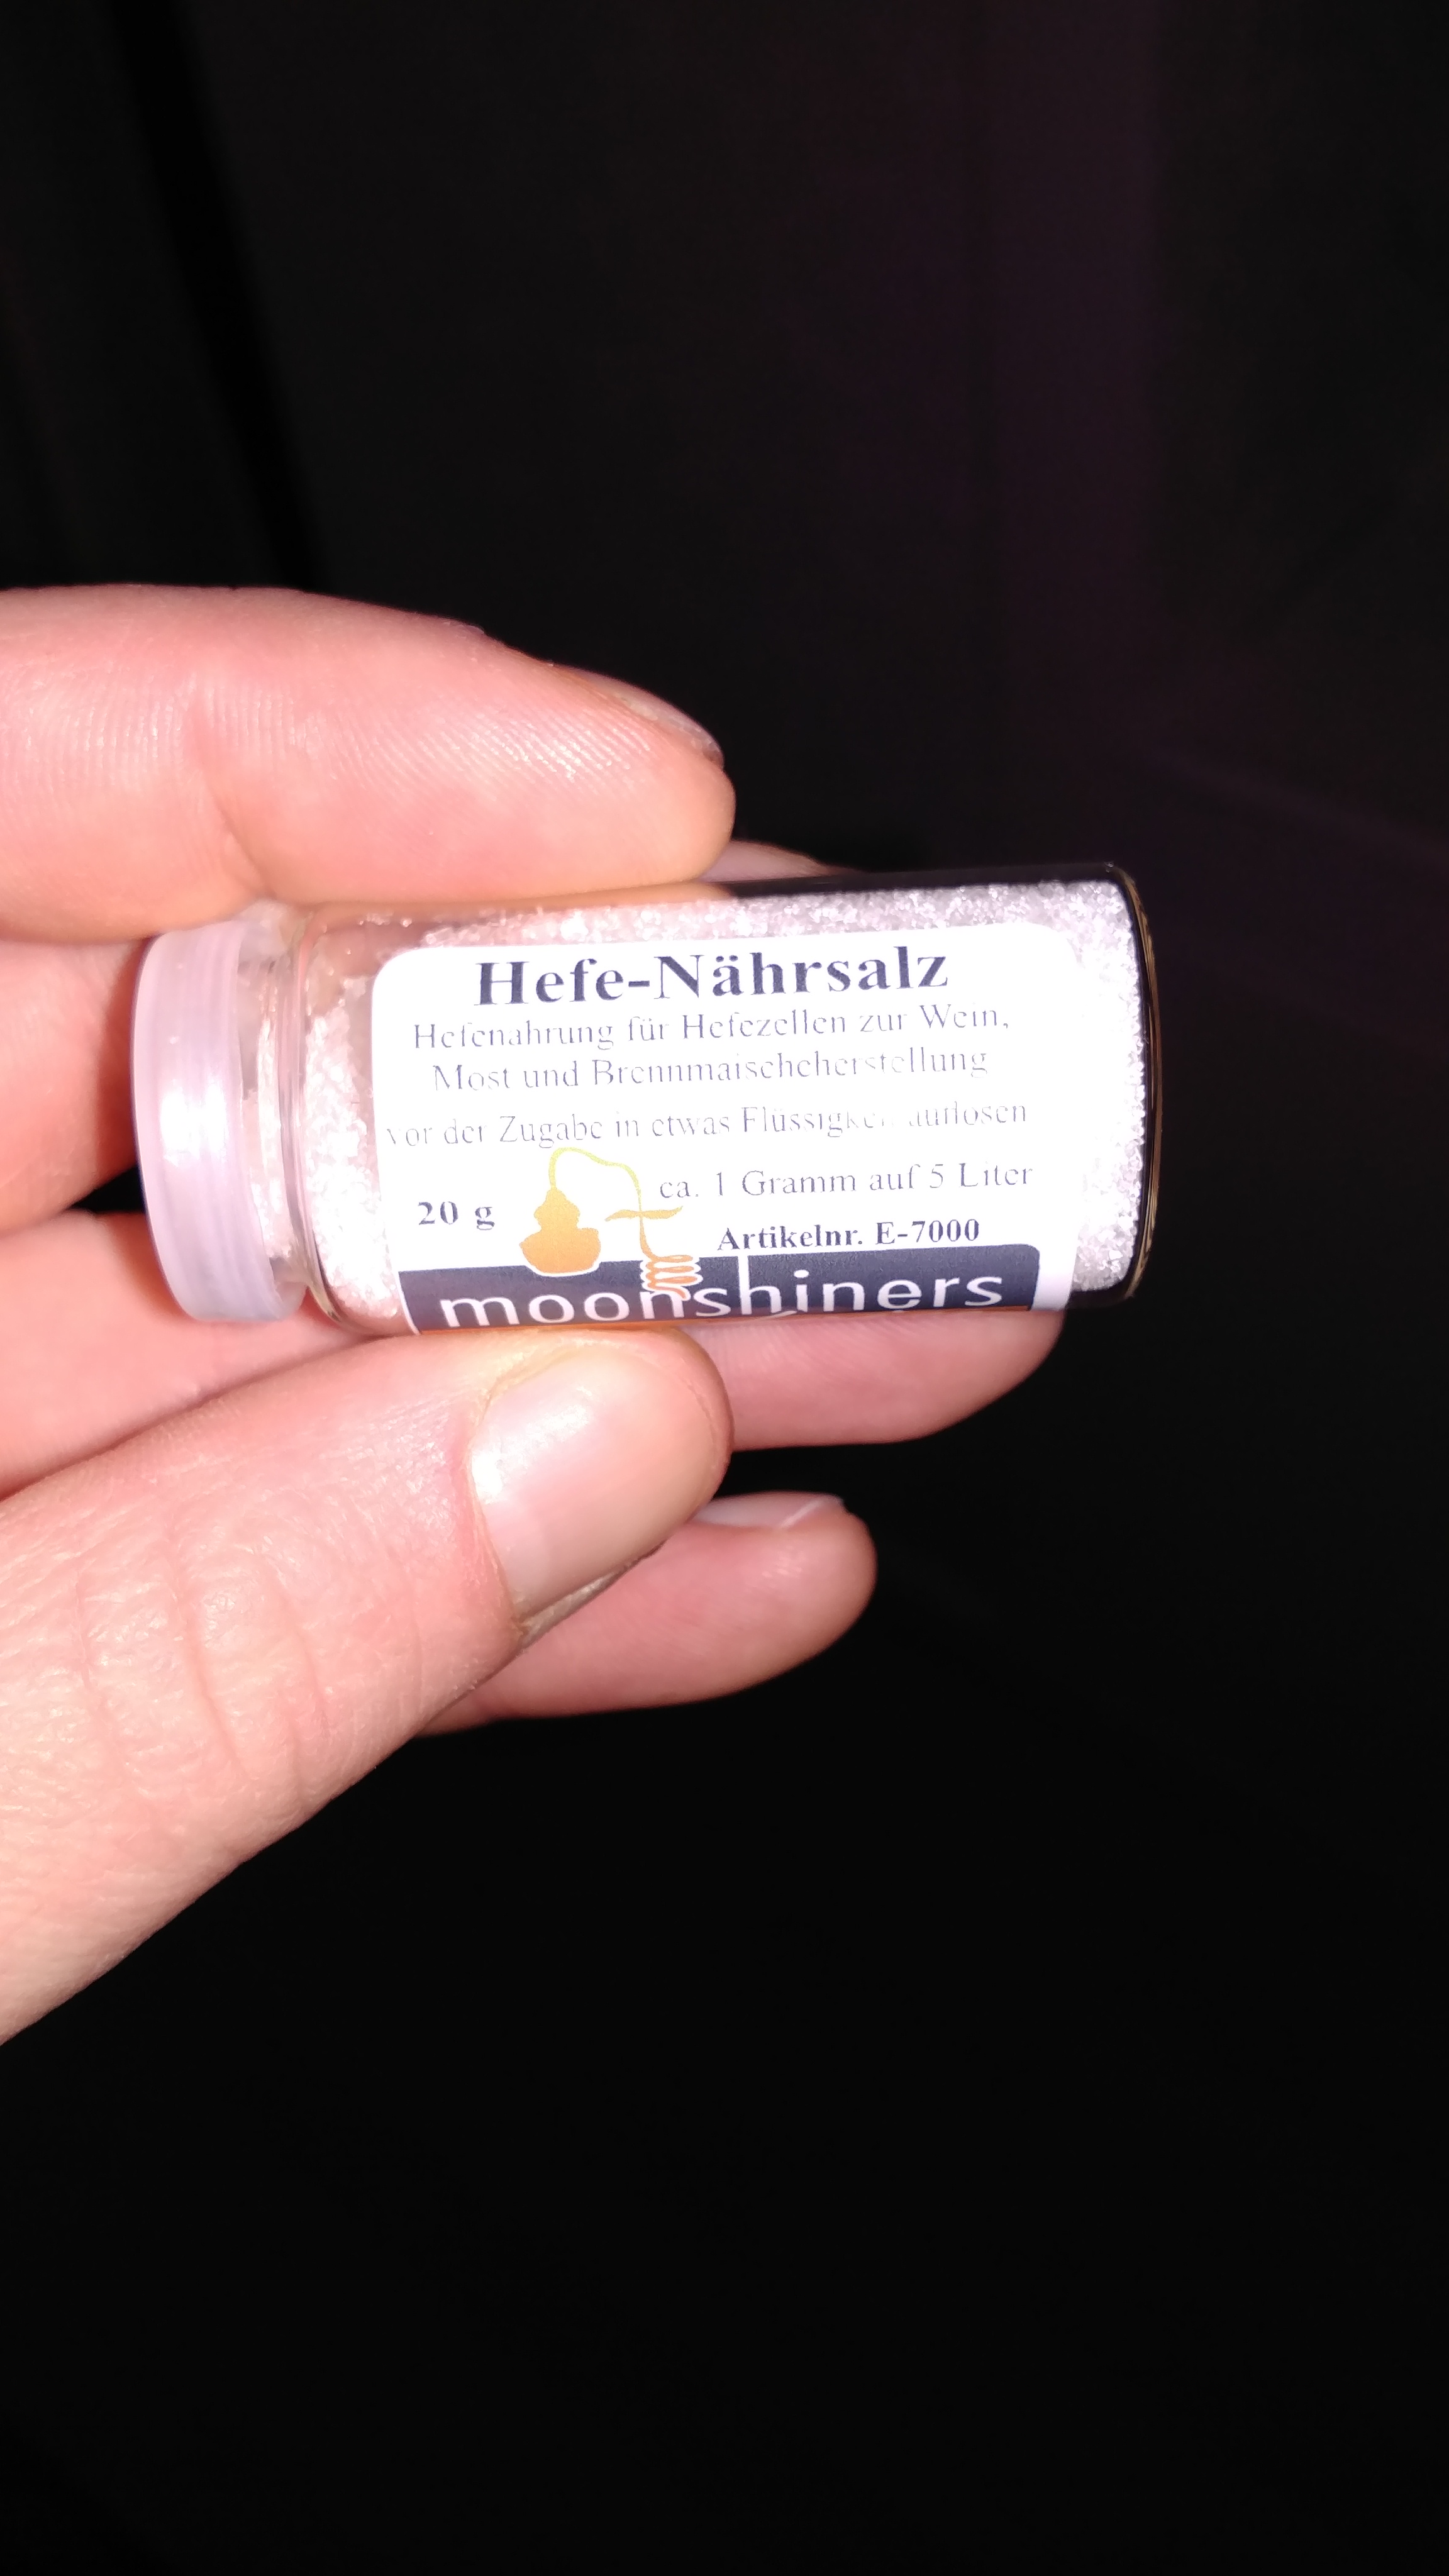 Hefe-Nährsalz
Hefenahrung für Hefezellen zur Wein,
Most und Brennmaischeherstellung
vor der Zugabe in etwas Flüssigkeit auflösen
ca. 1 Gramm auf 5 Liter
20 g
Artikelnr. E-7000
moonshiners